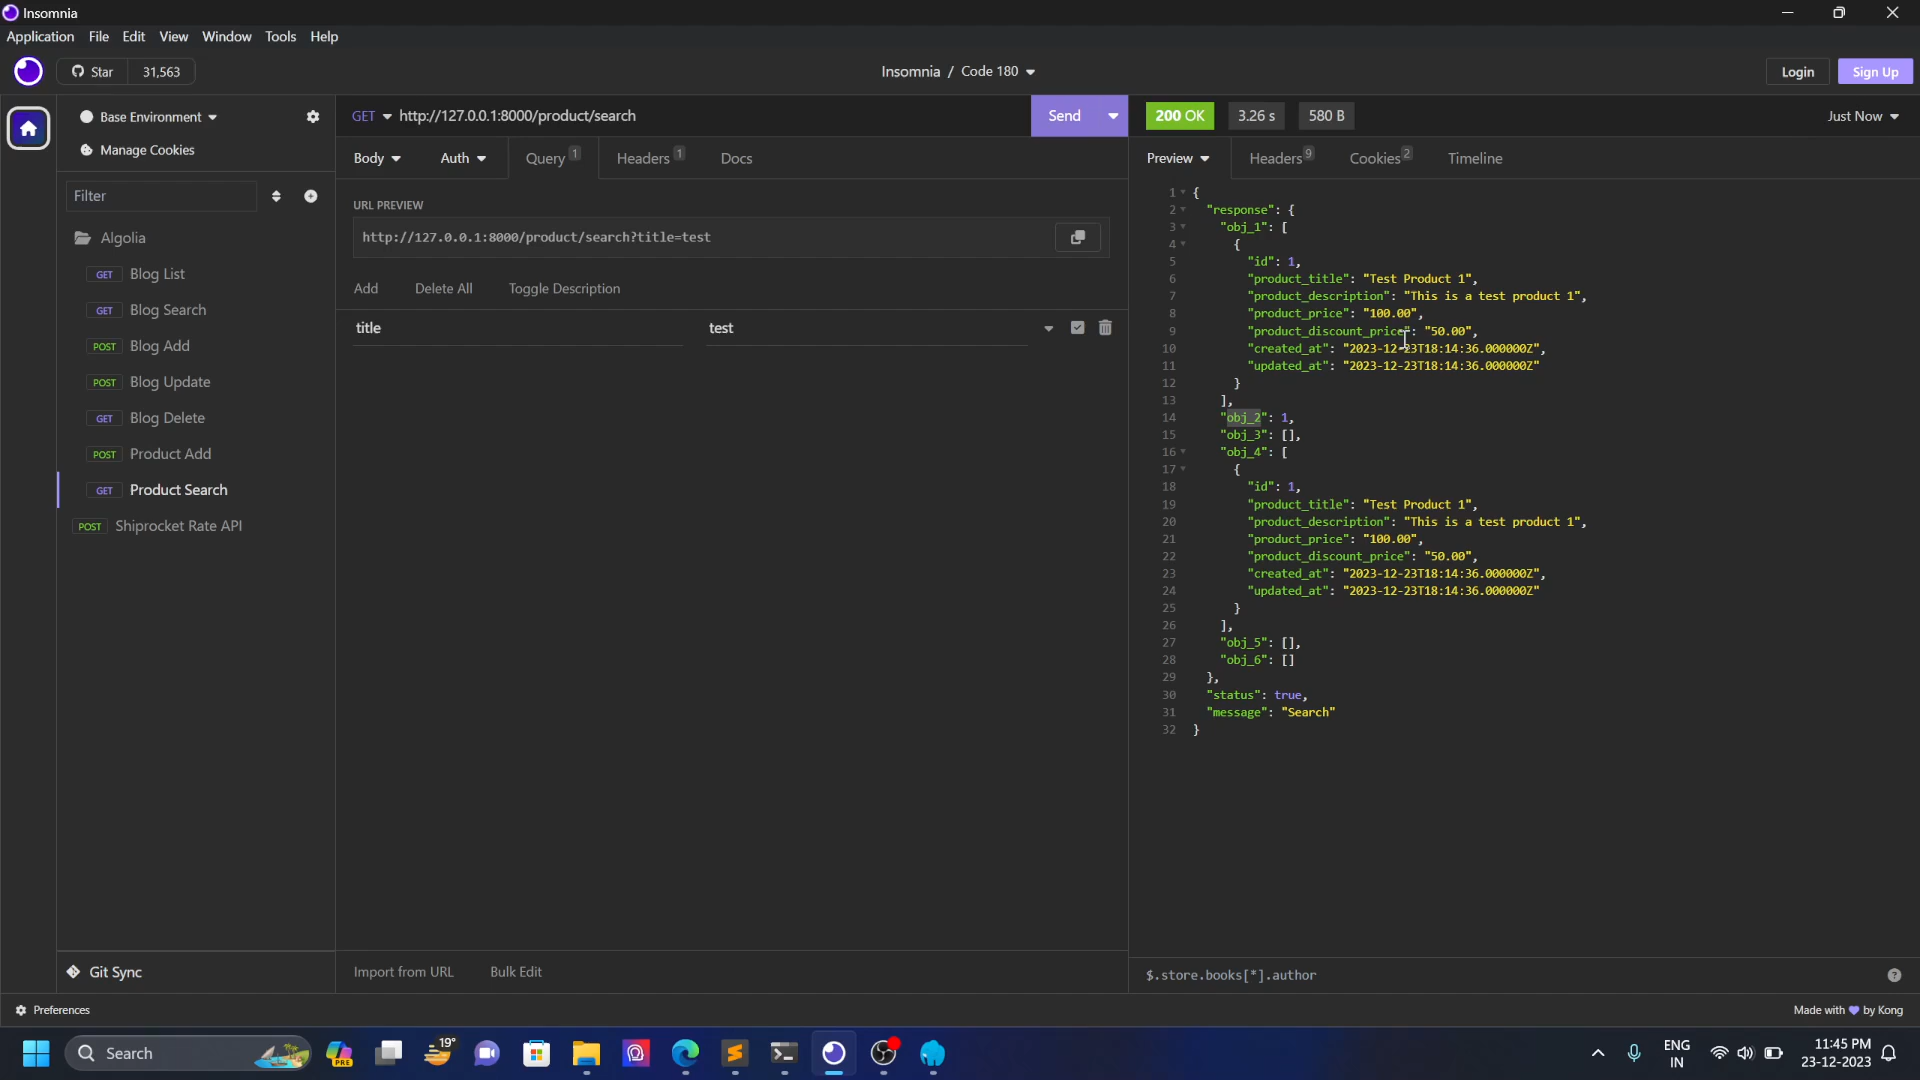 Insomnia
Application File Edit View Window Tools Help
Star 31,563
Insomnia / Code 180
Login Sign Up
Base Environment
Manage Cookies
Filter
Algolia
GET Blog List
GET Blog Search
POST Blog Add
POST Blog Update
GET Blog Delete
POST Product Add
GET Product Search
POST Shiprocket Rate API
Git Sync
Preferences
GET http://127.0.0.1:8000/product/search Send
Body Auth Query 1 Headers 1 Docs
URL PREVIEW
http://127.0.0.1:8000/product/search?title=test
Add Delete All Toggle Description
title test
Import from URL Bulk Edit
200 OK 3.26 s 580 B Just Now
Preview Headers 9 Cookies 2 Timeline
1 {
2 "response": {
3 "obj_1": [
4 {
5 "id": 1,
6 "product_title": "Test Product 1",
7 "product_description": "This is a test product 1",
8 "product_price": "100.00",
9 "product_discount_price": "50.00",
10 "created_at": "2023-12-23T18:14:36.000000Z",
11 "updated_at": "2023-12-23T18:14:36.000000Z"
12 }
13 ],
14 "obj_2": 1,
15 "obj_3": [],
16 "obj_4": [
17 {
18 "id": 1,
19 "product_title": "Test Product 1",
20 "product_description": "This is a test product 1",
21 "product_price": "100.00",
22 "product_discount_price": "50.00",
23 "created_at": "2023-12-23T18:14:36.000000Z",
24 "updated_at": "2023-12-23T18:14:36.000000Z"
25 }
26 ],
27 "obj_5": [],
28 "obj_6": []
29 },
30 "status": true,
31 "message": "Search"
32 }
$.store.books[*].author
Made with 💜 by Kong
Search
PRE
19°
ENG
IN
11:45 PM
23-12-2023